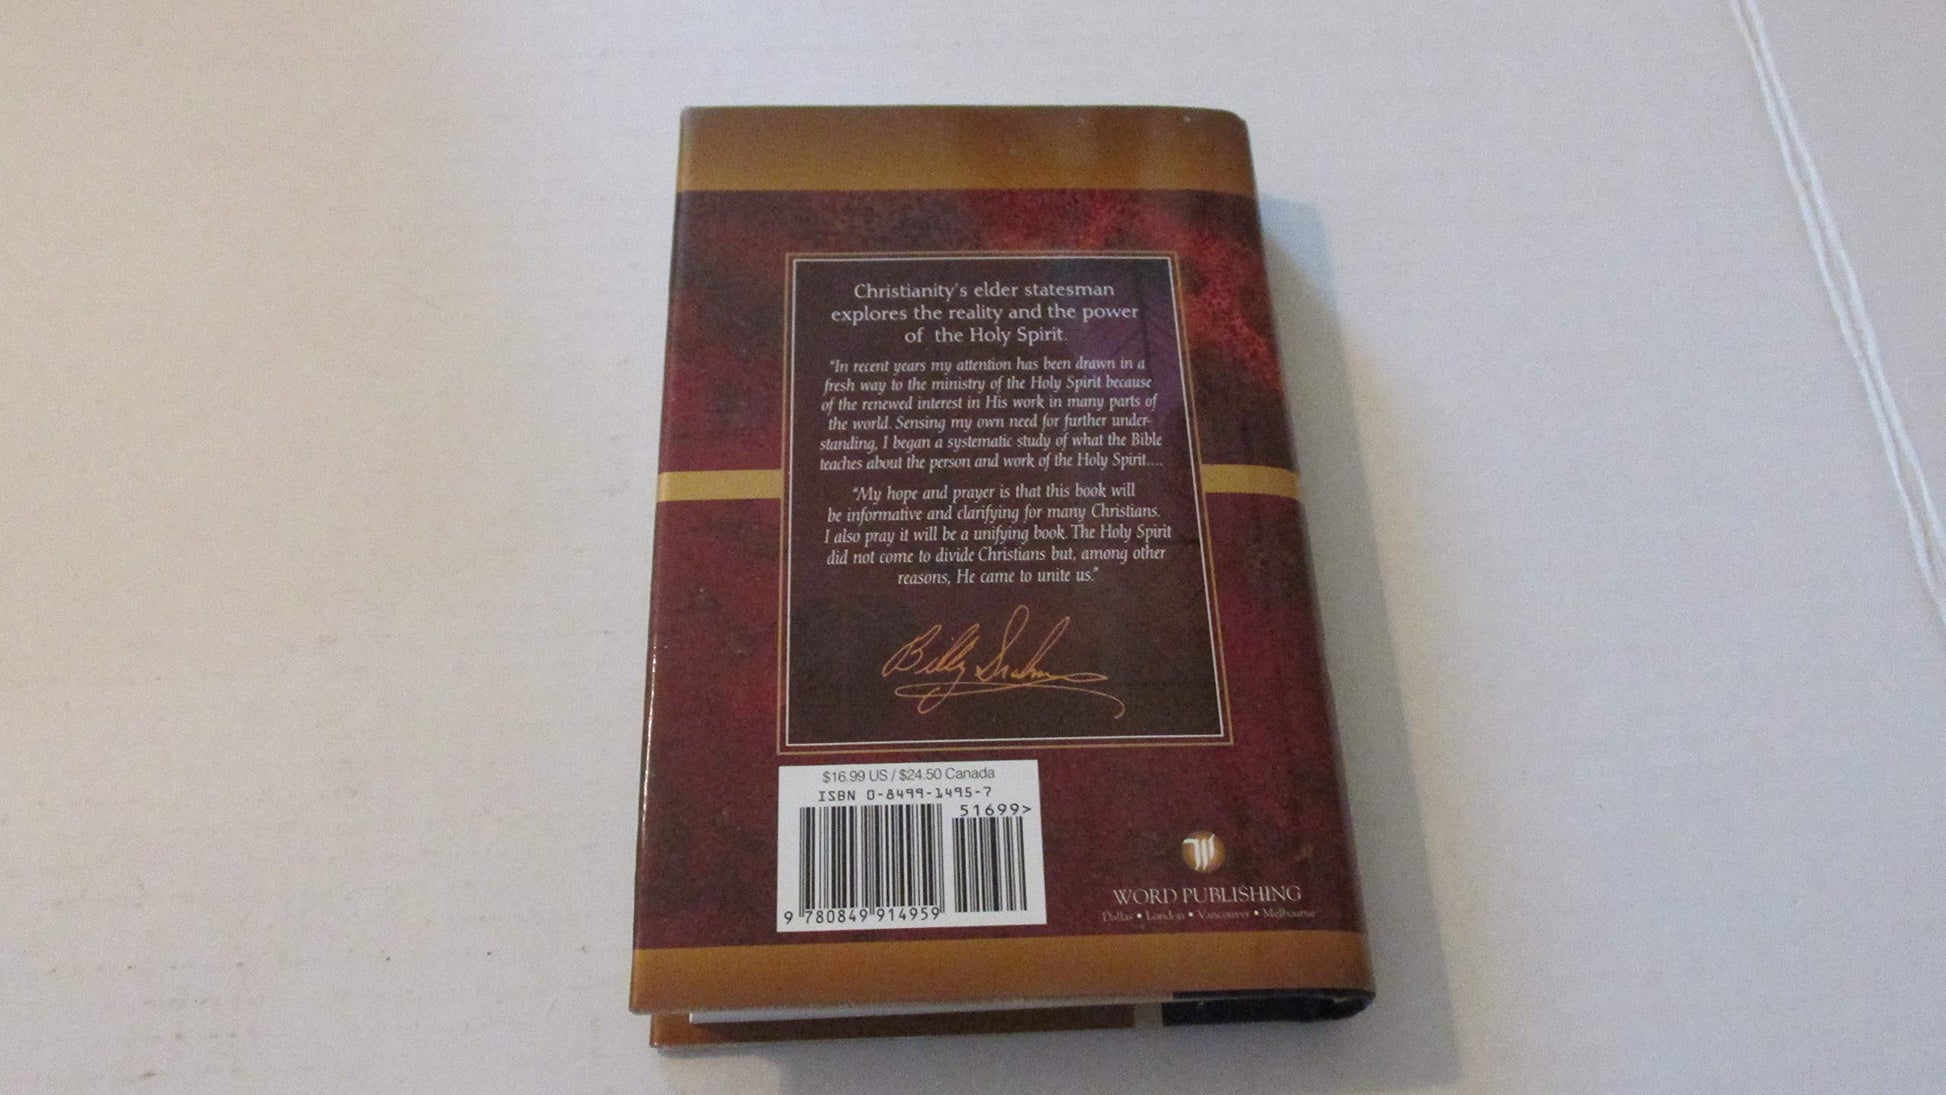 Christianity's elder statesman
explores the reality and the power
of the Holy Spirit.
"In recent years my attention has been drawn in a
fresh way to the ministry of the Holy Spirit because
of the renewed interest in His work in many parts of
the world. Sensing my own need for further under-
standing, I began a systematic study of what the Bible
teaches about the person and work of the Holy Spirit....
"My hope and prayer is that this book will
be informative and clarifying for many Christians.
I also pray it will be a unifying book. The Holy Spirit
did not come to divide Christians but, among other
reasons, He came to unite us."
Billy Graham
$16.99 US / $24.50 Canada
ISBN 0-8499-1495-7
51699>
9 780849 914959
WORD PUBLISHING
Dallas • London • Vancouver • Melbourne